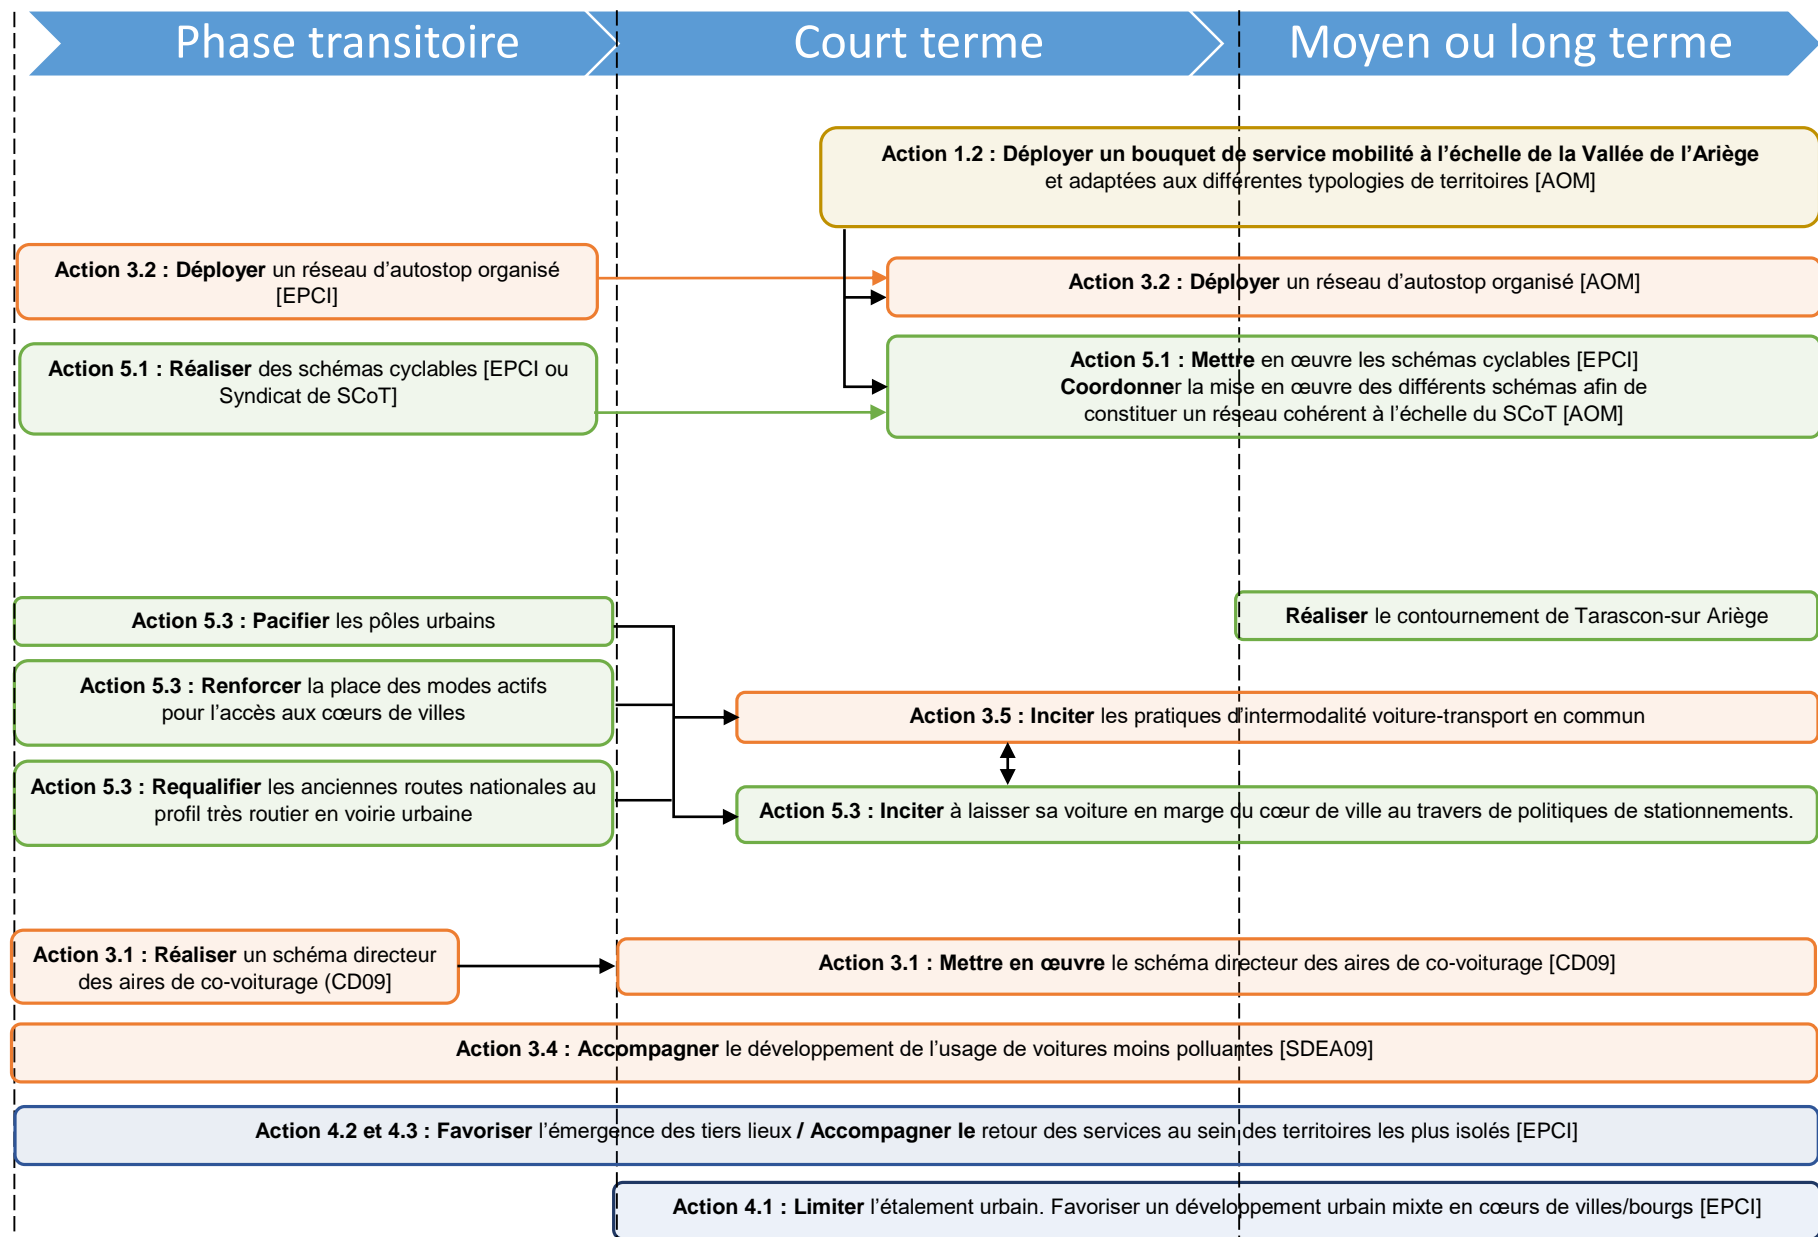 Phase transitoire
Court terme
Moyen ou long terme
Action 1.2 : Déployer un bouquet de service mobilité à l’échelle de la Vallée de l’Ariège
et adaptées aux différentes typologies de territoires [AOM]
Action 3.2 : Déployer un réseau d’autostop organisé
[EPCI]
Action 3.2 : Déployer un réseau d’autostop organisé [AOM]
Action 5.1 : Réaliser des schémas cyclables [EPCI ou
Syndicat de SCoT]
Action 5.1 : Mettre en œuvre les schémas cyclables [EPCI]
Coordonner la mise en œuvre des différents schémas afin de
constituer un réseau cohérent à l’échelle du SCoT [AOM]
Action 5.3 : Pacifier les pôles urbains
Réaliser le contournement de Tarascon-sur Ariège
Action 5.3 : Renforcer la place des modes actifs
pour l’accès aux cœurs de villes
Action 3.5 : Inciter les pratiques d’intermodalité voiture-transport en commun
Action 5.3 : Requalifier les anciennes routes nationales au
profil très routier en voirie urbaine
Action 5.3 : Inciter à laisser sa voiture en marge du cœur de ville au travers de politiques de stationnements.
Action 3.1 : Réaliser un schéma directeur
des aires de co-voiturage (CD09]
Action 3.1 : Mettre en œuvre le schéma directeur des aires de co-voiturage [CD09]
Action 3.4 : Accompagner le développement de l’usage de voitures moins polluantes [SDEA09]
Action 4.2 et 4.3 : Favoriser l’émergence des tiers lieux / Accompagner le retour des services au sein des territoires les plus isolés [EPCI]
Action 4.1 : Limiter l’étalement urbain. Favoriser un développement urbain mixte en cœurs de villes/bourgs [EPCI]